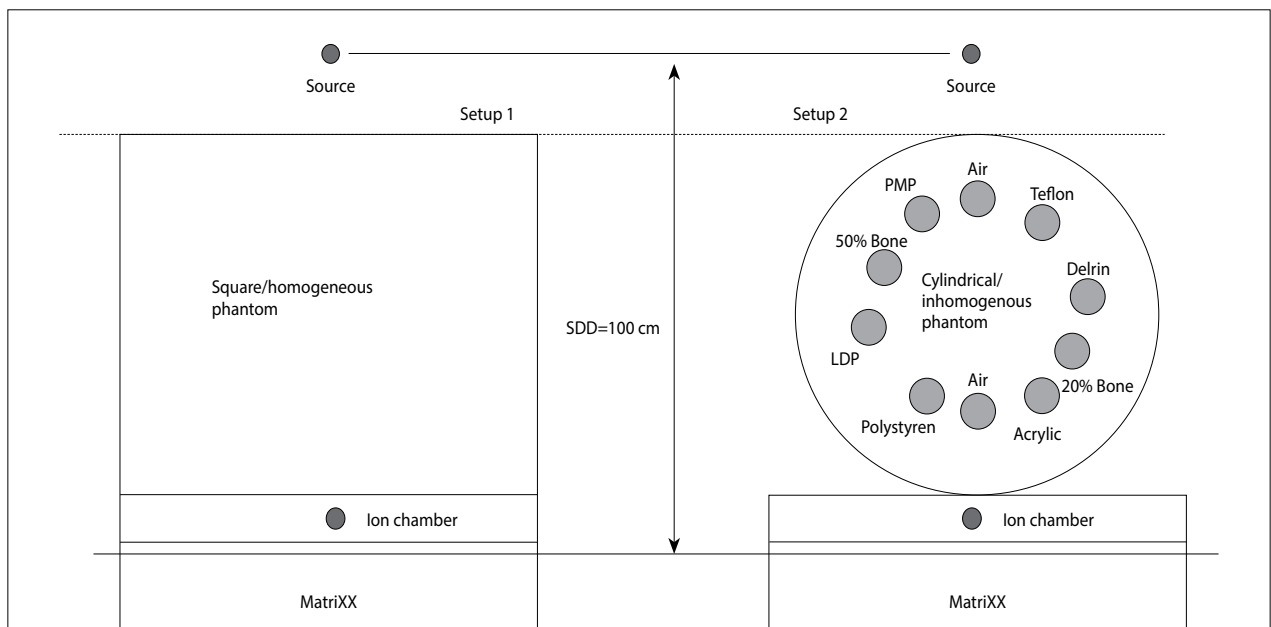 Source
Source
Setup 1
Setup 2
Air
PMP
Teflon
50% Bone
Delrin
Square/homogeneous
phantom
Cylindrical/
inhomogenous
phantom
SDD=100 cm
LDP
Air
20% Bone
Polystyren
Acrylic
Ion chamber
Ion chamber
MatriXX
MatriXX